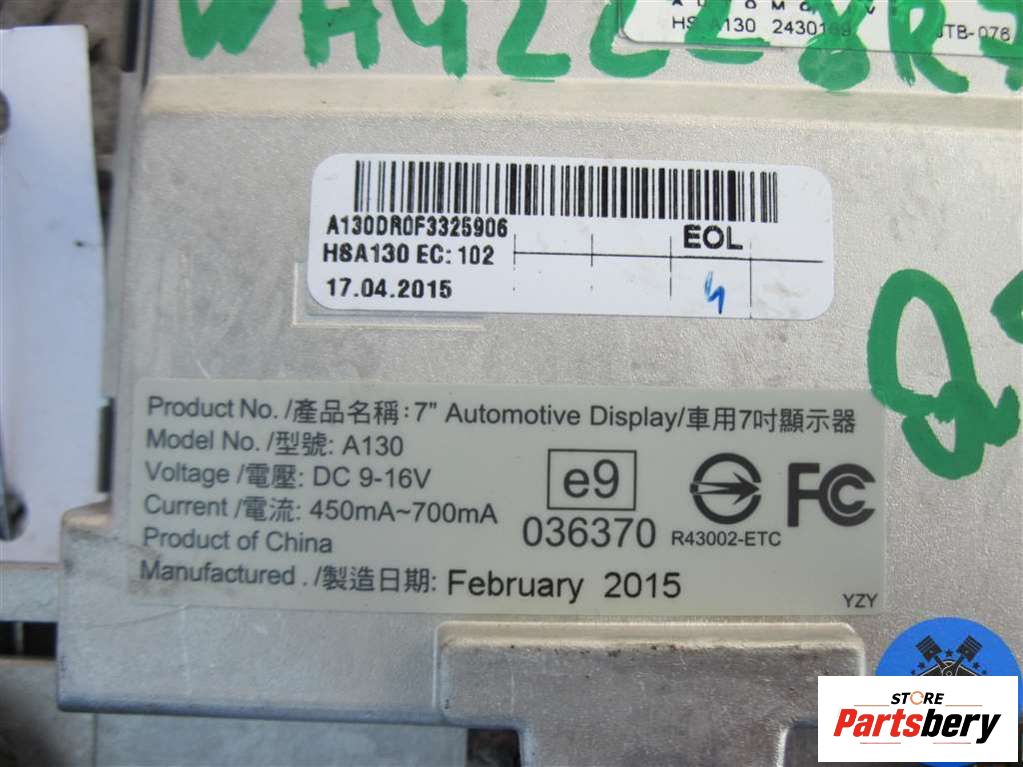 HSA130 2430169 JTB-076
A130DR0F3325906
EOL
HSA130 EC: 102
17.04.2015
Product No. /產品名稱: 7" Automotive Display/車用7吋顯示器
Model No. /型號: A130
Voltage /電壓: DC 9-16V
Current /電流: 450mA~700mA
Product of China
Manufactured . /製造日期: February 2015
e9
036370
R43002-ETC
FC
YZY
STORE
Partsbery